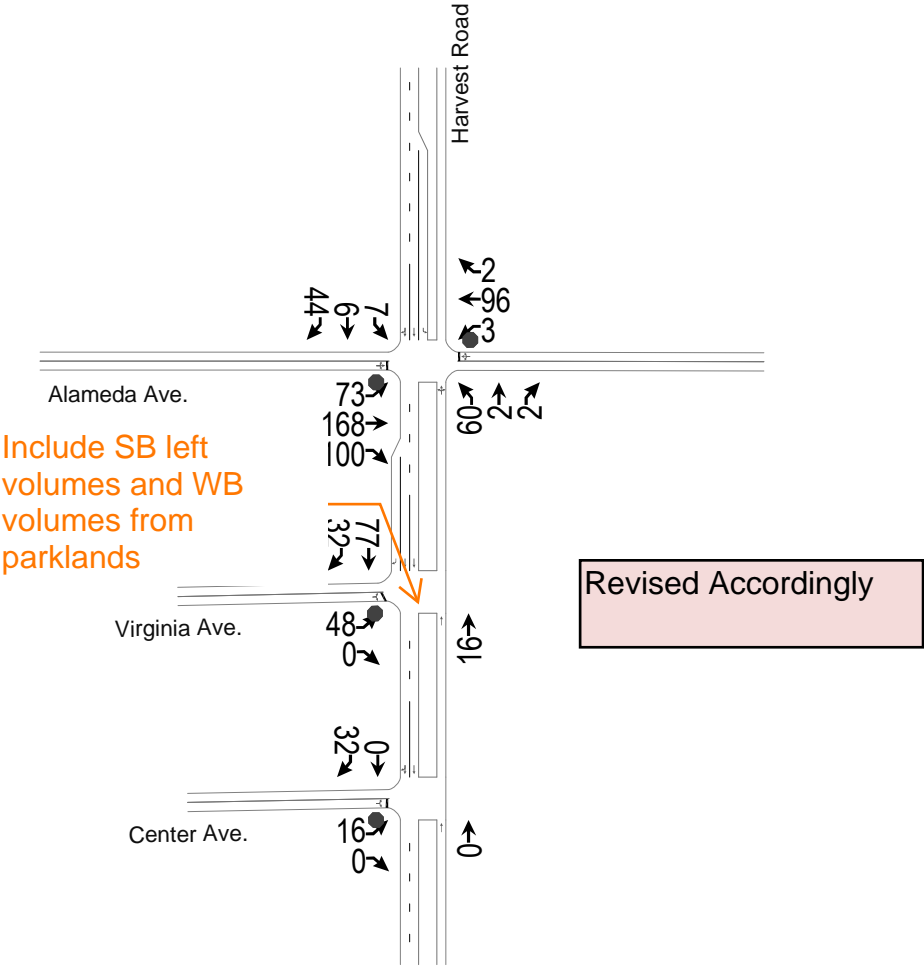 Harvest Road
2
96
3
44
6
7
Alameda Ave.
73
168
100
60
2
2
Include SB left
volumes and WB
volumes from
parklands
32
77
Revised Accordingly
Virginia Ave.
48
0
16
32
0
Center Ave.
16
0
0